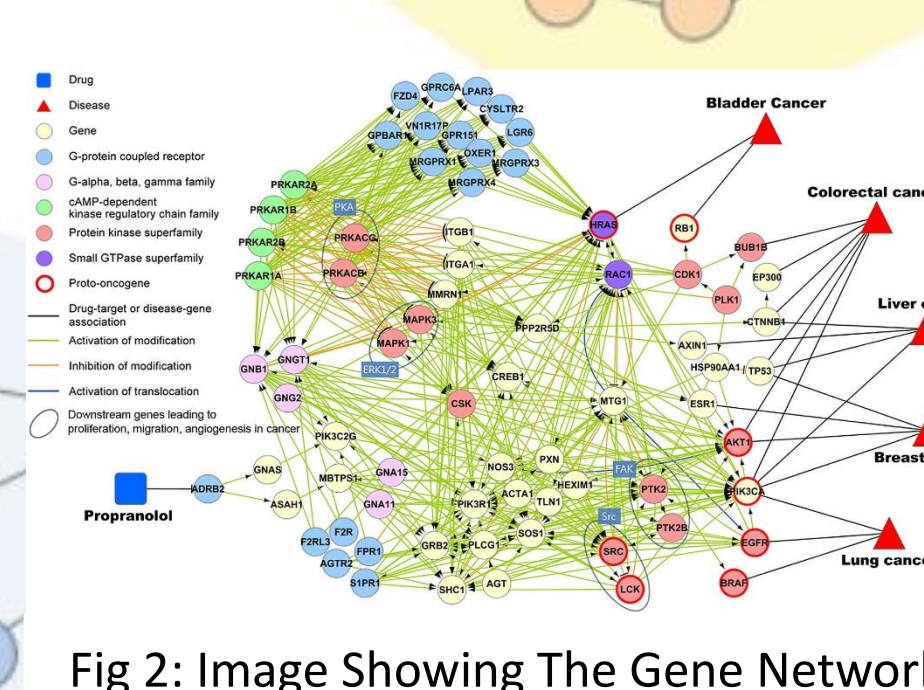 Drug
Disease
Gene
G-protein coupled receptor
G-alpha, beta, gamma family
cAMP-dependent
kinase regulatory chain family
Protein kinase superfamily
Small GTPase superfamily
Proto-oncogene
Drug-target or disease-gene
association
Activation of modification
Inhibition of modification
Activation of translocation
Downstream genes leading to
proliferation, migration, angiogenesis in cancer
FZD4
GPRC6A
LPAR3
CYSLTR2
GPBAR1
VN1R17P
GPR151
LGR6
MRGPRX1
OXER1
MRGPRX3
MRGPRX4
PRKAR2A
PRKAR1B
PRKAR2B
PRKAR1A
PKA
PRKACG
PRKACB
ITGB1
ITGA1
MMRN1
MAPK3
MAPK1
ERK1/2
GNB1
GNGT1
GNG2
HRAS
RAC1
RB1
CDK1
BUB1B
EP300
PLK1
CTNNB1
AXIN1
HSP90AA1
TP53
ESR1
PPP2R5D
CREB1
CSK
MTG1
PIK3C2G
MBTPS1
GNA15
GNA11
GNAS
ADRB2
ASAH1
Propranolol
F2RL3
F2R
AGTR2
FPR1
S1PR1
NOS3
PXN
ACTA1
TLN1
HEXIM1
PIK3R1
GRB2
PLCG1
SOS1
SHC1
AGT
FAK
PTK2
PTK2B
Src
SRC
LCK
AKT1
PIK3CA
EGFR
BRAF
Bladder Cancer
Colorectal canc
Liver c
Breast
Lung cance
Fig 2: Image Showing The Gene Network